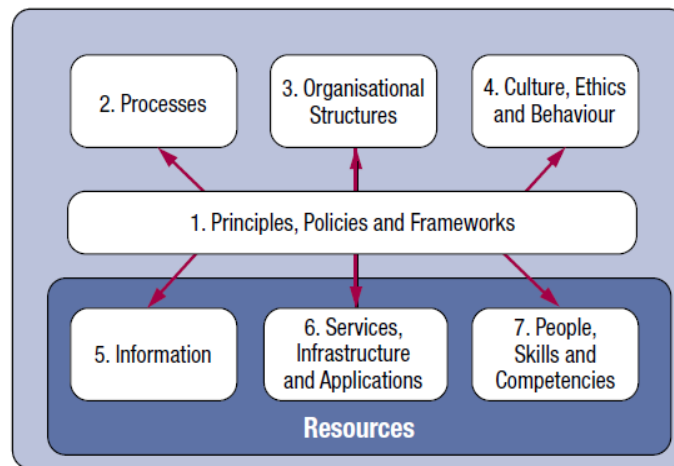 2. Processes
3. Organisational
Structures
4. Culture, Ethics
and Behaviour
1. Principles, Policies and Frameworks
5. Information
6. Services,
Infrastructure
and Applications
7. People,
Skills and
Competencies
Resources